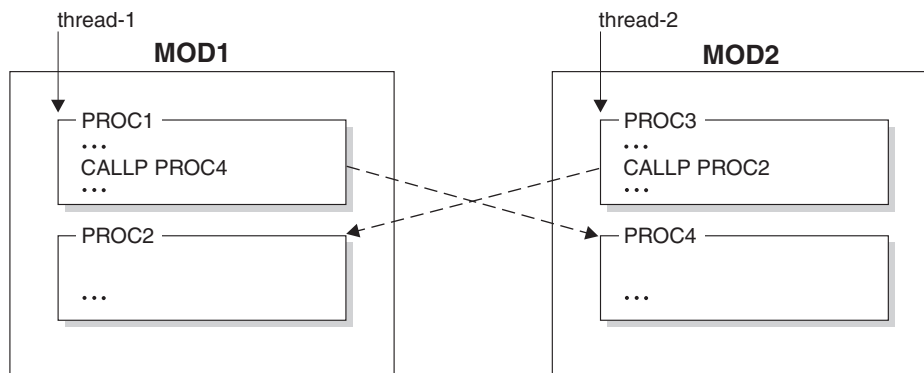 thread-1
MOD1
PROC1
...
CALLP PROC4
...
PROC2
...
thread-2
MOD2
PROC3
...
CALLP PROC2
...
PROC4
...